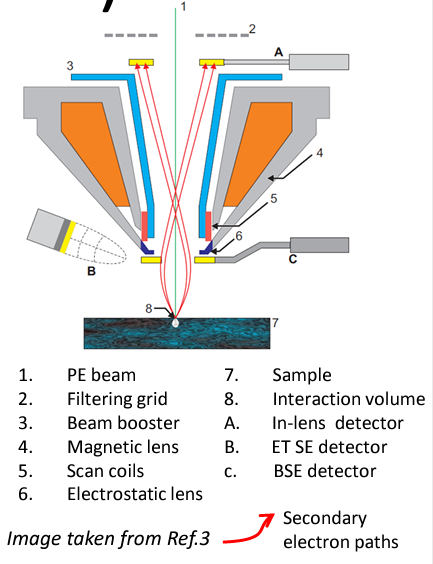 1
2
A
3
4
5
6
C
B
8
7
1. PE beam
2. Filtering grid
3. Beam booster
4. Magnetic lens
5. Scan coils
6. Electrostatic lens
7. Sample
8. Interaction volume
A. In-lens detector
B. ET SE detector
c. BSE detector
Image taken from Ref.3
Secondary
electron paths